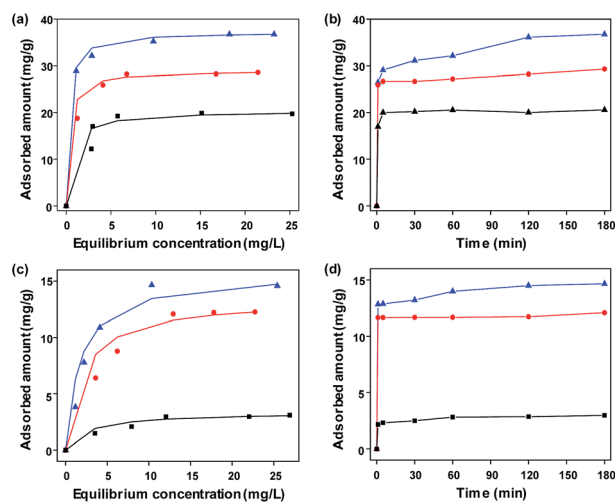 (a)
Adsorbed amount (mg/g)
40
30
20
10
0
0 5 10 15 20 25
Equilibrium concentration (mg/L)
(b)
Adsorbed amount (mg/g)
40
30
20
10
0
0 30 60 90 120 150 180
Time (min)
(c)
Adsorbed amount (mg/g)
15
10
5
0
0 5 10 15 20 25
Equilibrium concentration (mg/L)
(d)
Adsorbed amount (mg/g)
15
10
5
0
0 30 60 90 120 150 180
Time (min)